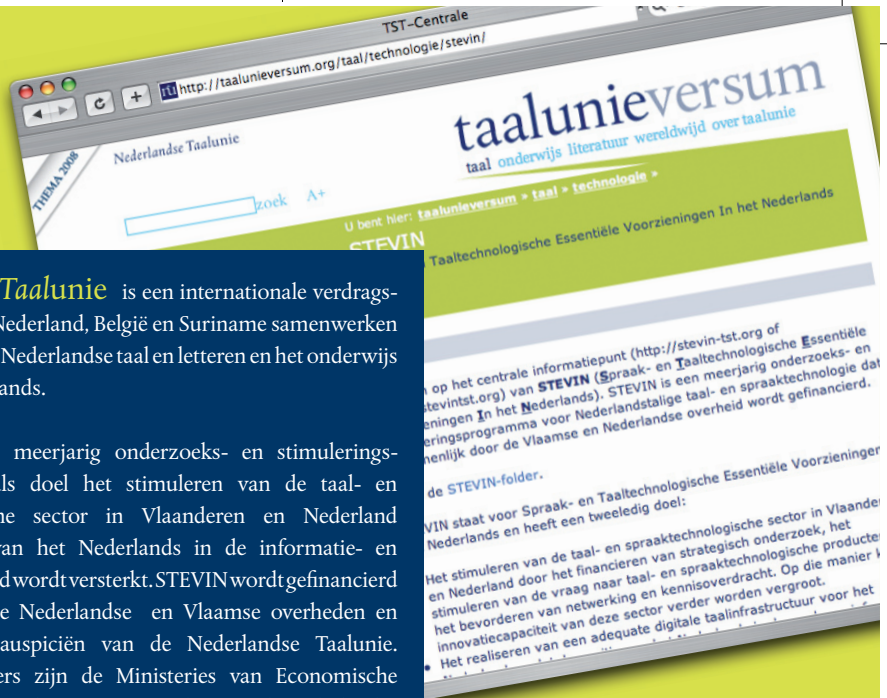 TST-Centrale
http://taalunieversum.org/taal/technologie/stevin/
THEMA 2008
Nederlandse Taalunie
taalunieversum
taal onderwijs literatuur wereldwijd over taalunie
zoek A+
U bent hier: taalunieversum » taal » technologie »
STEVIN
Taaltechnologische Essentiële Voorzieningen In het Nederlands
op het centrale informatiepunt (http://stevin-tst.org of
stevintst.org) van STEVIN (Spraak- en Taaltechnologische Essentiële
eningen In het Nederlands). STEVIN is een meerjarig onderzoeks- en
eringsprogramma voor Nederlandstalige taal- en spraaktechnologie dat
menlijk door de Vlaamse en Nederlandse overheid wordt gefinancierd.
de STEVIN-folder.
VIN staat voor Spraak- en Taaltechnologische Essentiële Voorzieningen
Nederlands en heeft een tweeledig doel:
Het stimuleren van de taal- en spraaktechnologische sector in Vlaander
en Nederland door het financieren van strategisch onderzoek, het
stimuleren van de vraag naar taal- en spraaktechnologische producte
het bevorderen van netwerking en kennisoverdracht. Op die manier k
innovatiecapaciteit van deze sector verder worden vergroot.
• Het realiseren van een adequate digitale taalinfrastructuur voor het
Taalunie is een internationale verdrags-
Nederland, België en Suriname samenwerken
Nederlandse taal en letteren en het onderwijs
ands.
meerjarig onderzoeks- en stimulerings-
ls doel het stimuleren van de taal- en
he sector in Vlaanderen en Nederland
van het Nederlands in de informatie- en
d wordt versterkt. STEVIN wordt gefinancierd
e Nederlandse en Vlaamse overheden en
auspiciën van de Nederlandse Taalunie.
ers zijn de Ministeries van Economische